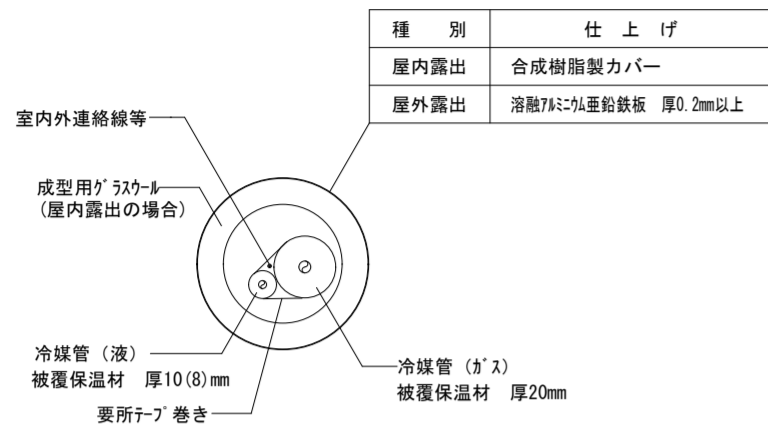 種　別　仕　上　げ
屋内露出　合成樹脂製カバー
屋外露出　溶融ｱﾙﾐﾆｳﾑ亜鉛鉄板　厚0.2mm以上
室内外連絡線等
成型用ｸﾞﾗｽｳｰﾙ
(屋内露出の場合)
冷媒管（液）
被覆保温材　厚10(8)mm
要所ﾃｰﾌﾟ巻き
冷媒管（ｶﾞｽ）
被覆保温材　厚20mm